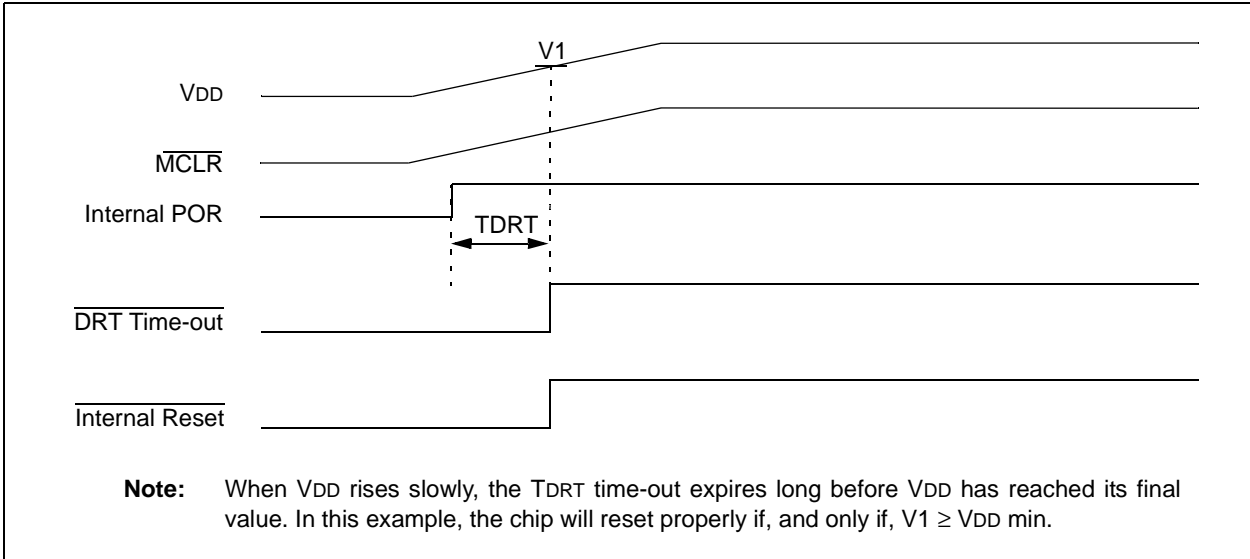 V1
VDD
MCLR
Internal POR
TDRT
DRT Time-out
Internal Reset
Note: When VDD rises slowly, the TDRT time-out expires long before VDD has reached its final
value. In this example, the chip will reset properly if, and only if, V1 ≥ VDD min.